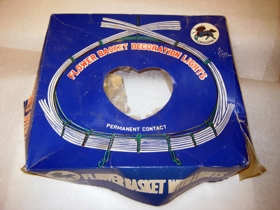 FLOWER BASKET DECORATION LIGHTS
PERMANENT CONTACT
FLOWER BASKET